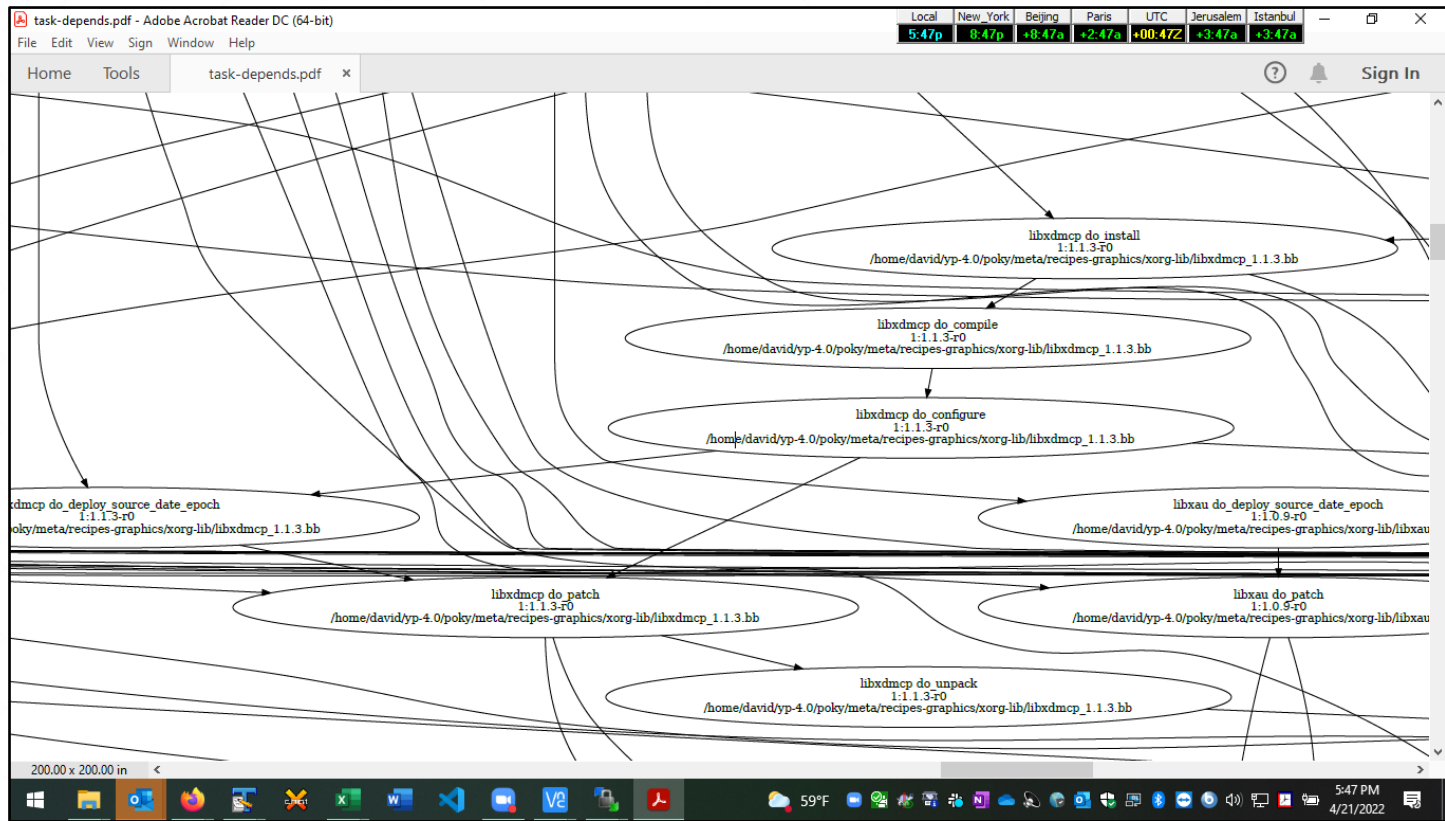 task-depends.pdf - Adobe Acrobat Reader DC (64-bit)
Local New_York Beijing Paris UTC Jerusalem Istanbul
5:47p 8:47p +8:47a +2:47a +00:47Z +3:47a +3:47a
File Edit View Sign Window Help
Home Tools task-depends.pdf × Sign In
libxdmcp do_install
1:1.1.3-r0
/home/david/yp-4.0/poky/meta/recipes-graphics/xorg-lib/libxdmcp_1.1.3.bb
libxdmcp do_compile
1:1.1.3-r0
/home/david/yp-4.0/poky/meta/recipes-graphics/xorg-lib/libxdmcp_1.1.3.bb
libxdmcp do_configure
1:1.1.3-r0
/home/david/yp-4.0/poky/meta/recipes-graphics/xorg-lib/libxdmcp_1.1.3.bb
xdmcp do_deploy_source_date_epoch
1:1.1.3-r0
poky/meta/recipes-graphics/xorg-lib/libxdmcp_1.1.3.bb
libxau do_deploy_source_date_epoch
1:1.0.9-r0
/home/david/yp-4.0/poky/meta/recipes-graphics/xorg-lib/libxau
libxdmcp do_patch
1:1.1.3-r0
/home/david/yp-4.0/poky/meta/recipes-graphics/xorg-lib/libxdmcp_1.1.3.bb
libxau do_patch
1:1.0.9-r0
/home/david/yp-4.0/poky/meta/recipes-graphics/xorg-lib/libxau
libxdmcp do_unpack
1:1.1.3-r0
/home/david/yp-4.0/poky/meta/recipes-graphics/xorg-lib/libxdmcp_1.1.3.bb
200.00 x 200.00 in
59°F
5:47 PM
4/21/2022